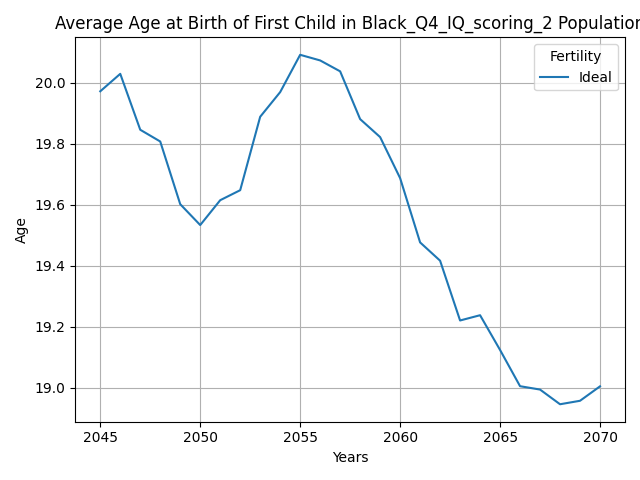 Average Age at Birth of First Child in Black_Q4_IQ_scoring_2 Population
Fertility
Ideal
20.0
19.8
19.6
19.4
19.2
19.0
Age
2045 2050 2055 2060 2065 2070
Years